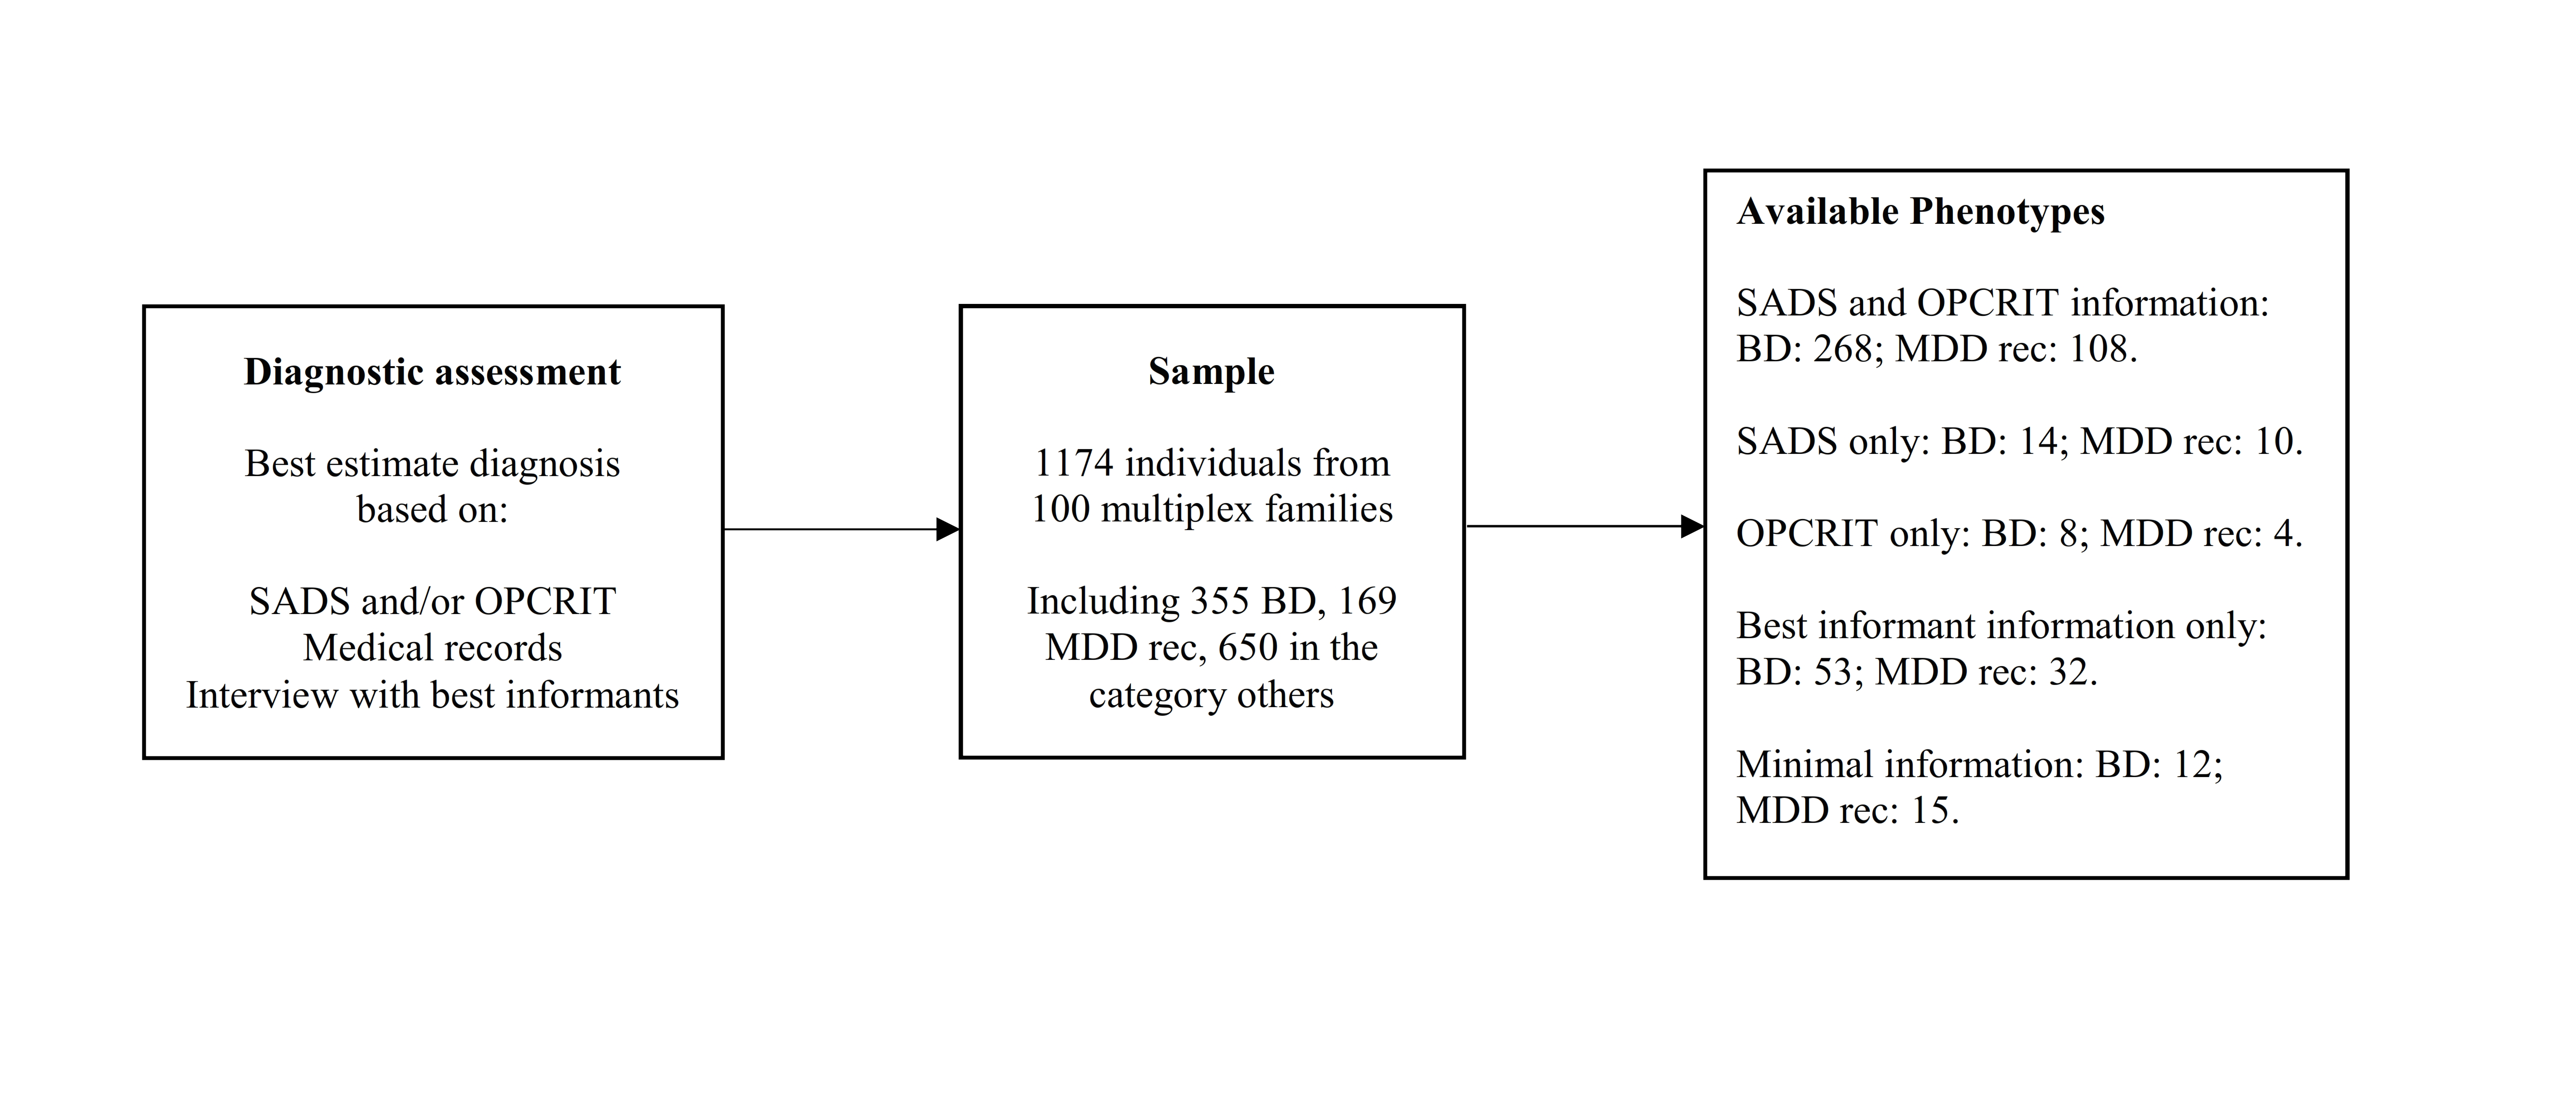 Diagnostic assessment
Best estimate diagnosis
based on:
SADS and/or OPCRIT
Medical records
Interview with best informants
Sample
1174 individuals from
100 multiplex families
Including 355 BD, 169
MDD rec, 650 in the
category others
Available Phenotypes
SADS and OPCRIT information:
BD: 268; MDD rec: 108.
SADS only: BD: 14; MDD rec: 10.
OPCRIT only: BD: 8; MDD rec: 4.
Best informant information only:
BD: 53; MDD rec: 32.
Minimal information: BD: 12;
MDD rec: 15.